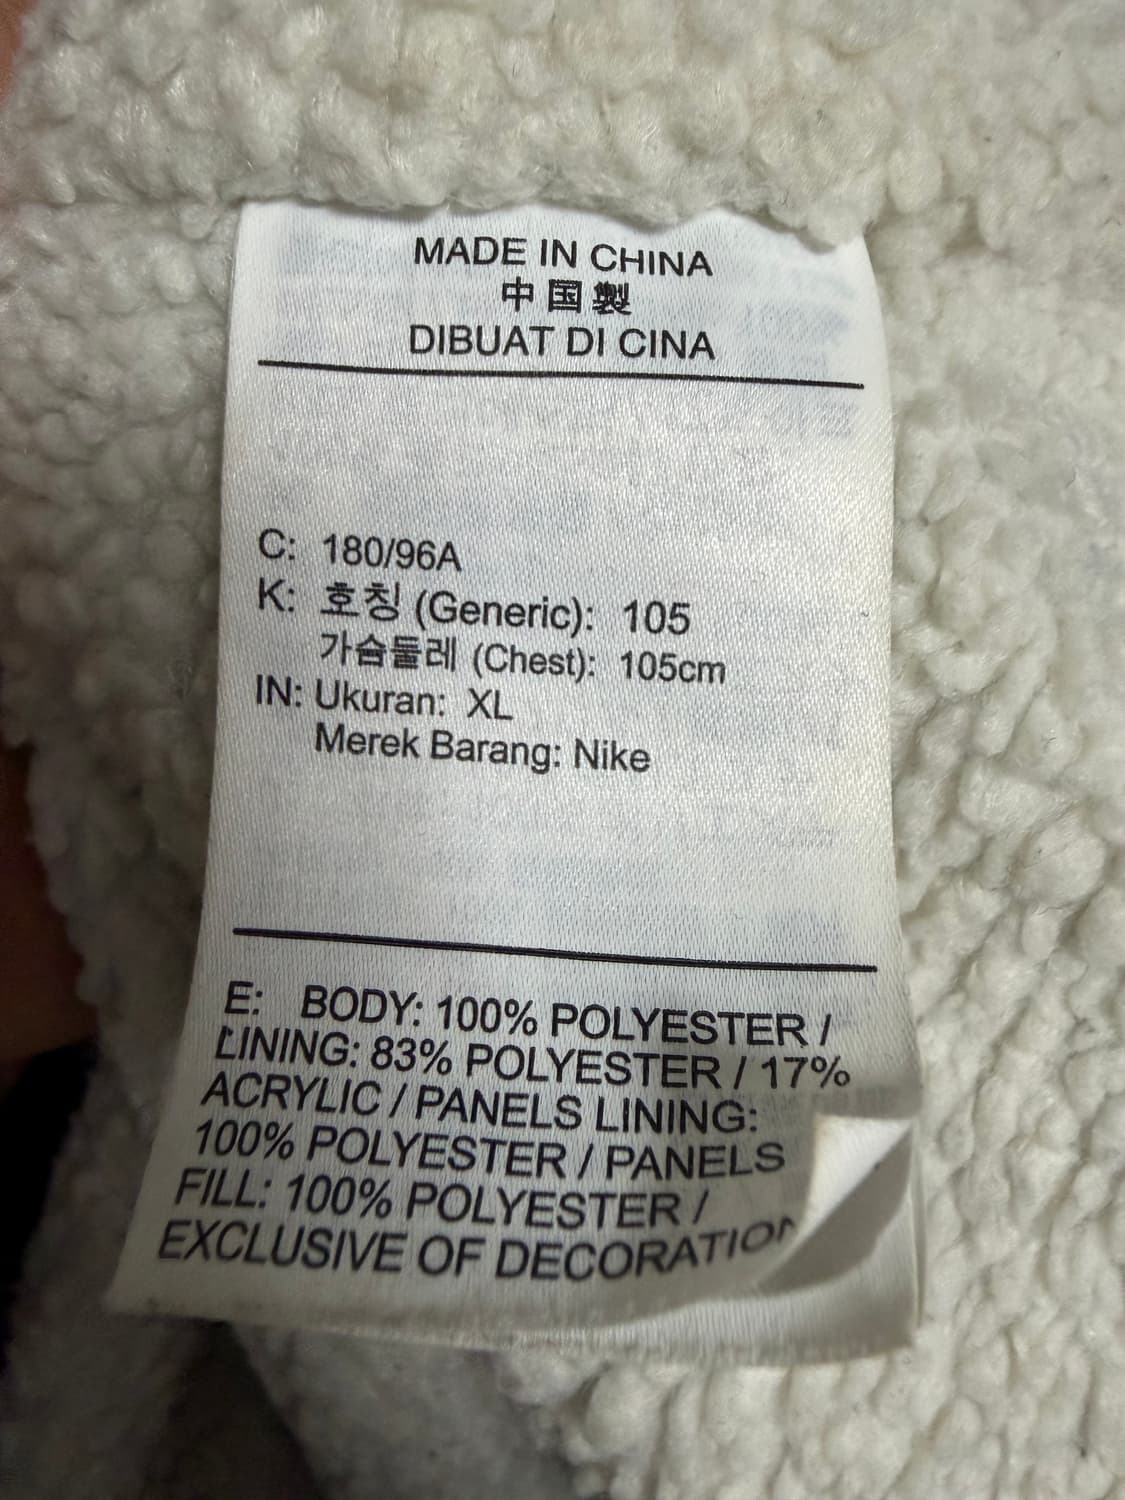 MADE IN CHINA
中国製
DIBUAT DI CINA
C: 180/96A
K: 호칭 (Generic): 105
가슴둘레 (Chest): 105cm
IN: Ukuran: XL
Merek Barang: Nike
E: BODY: 100% POLYESTER /
LINING: 83% POLYESTER / 17%
ACRYLIC / PANELS LINING:
100% POLYESTER / PANELS
FILL: 100% POLYESTER /
EXCLUSIVE OF DECORATION